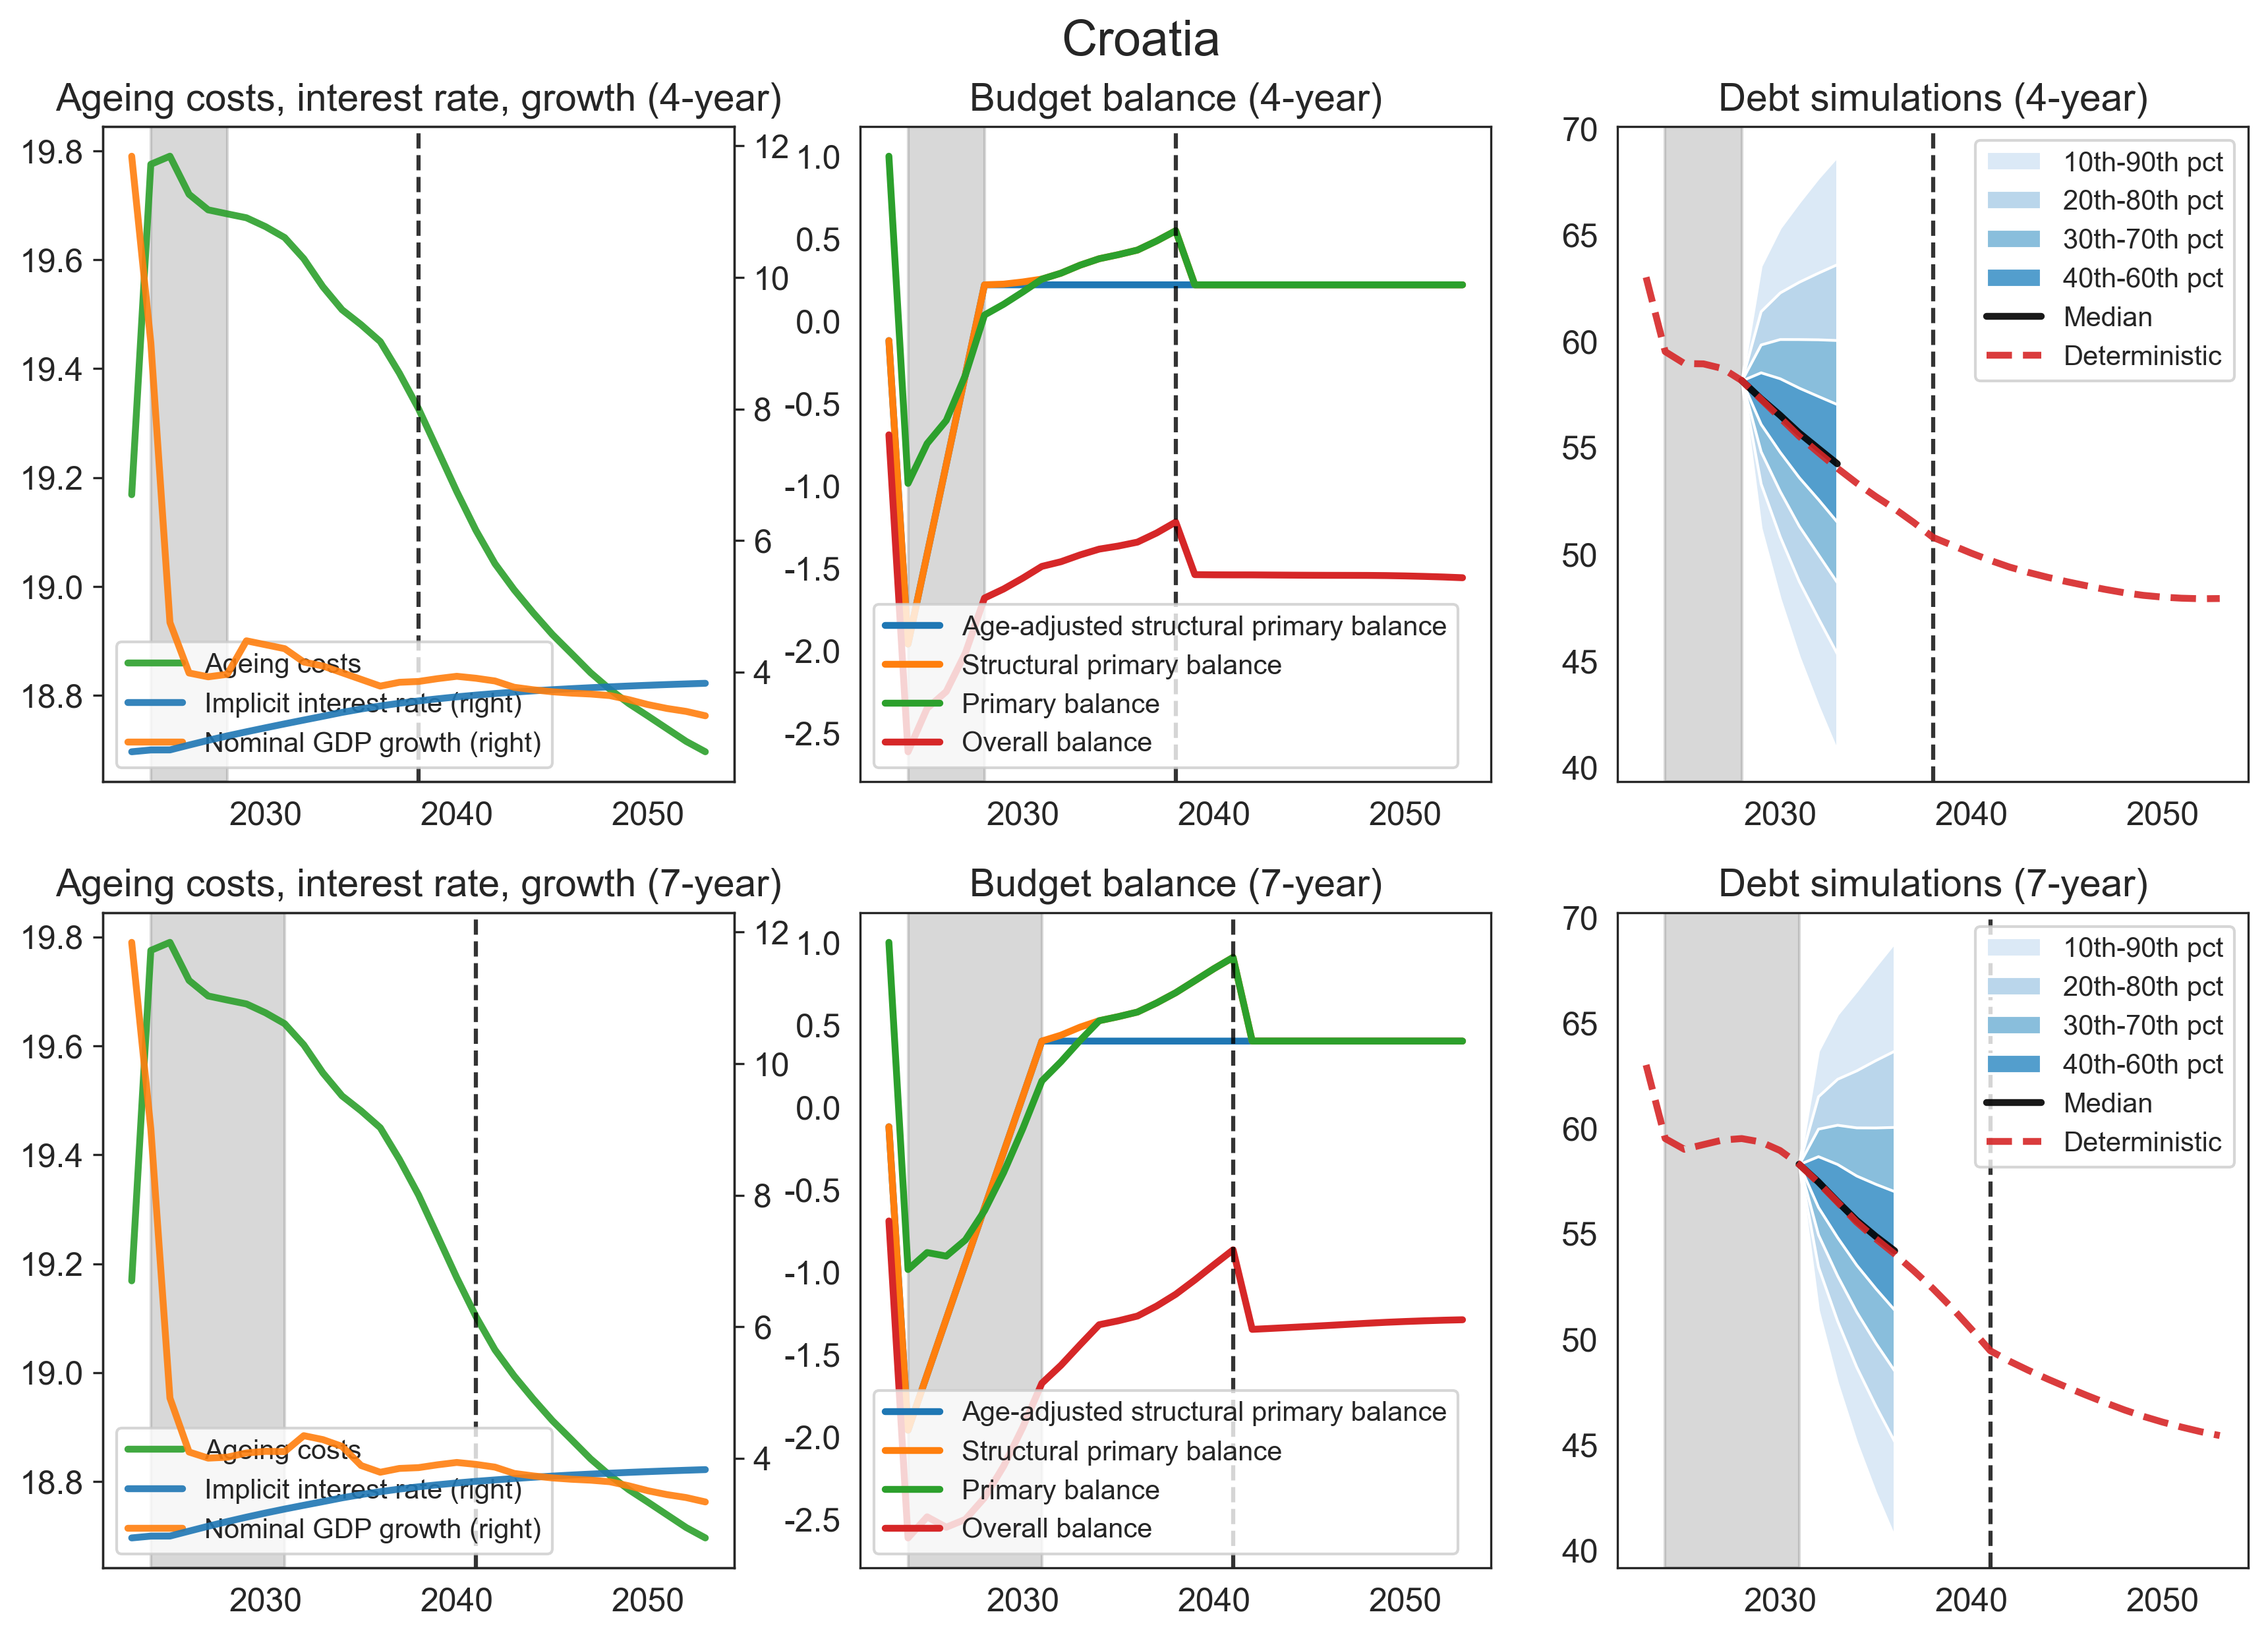 Croatia
Ageing costs, interest rate, growth (4-year)
19.8
19.6
19.4
19.2
19.0
18.8
12
10
8
6
4
2030
2040
2050
Ageing costs
Implicit interest rate (right)
Nominal GDP growth (right)
Budget balance (4-year)
1.0
0.5
0.0
-0.5
-1.0
-1.5
-2.0
-2.5
2030
2040
2050
Age-adjusted structural primary balance
Structural primary balance
Primary balance
Overall balance
Debt simulations (4-year)
70
65
60
55
50
45
40
2030
2040
2050
10th-90th pct
20th-80th pct
30th-70th pct
40th-60th pct
Median
Deterministic
Ageing costs, interest rate, growth (7-year)
19.8
19.6
19.4
19.2
19.0
18.8
12
10
8
6
4
2030
2040
2050
Ageing costs
Implicit interest rate (right)
Nominal GDP growth (right)
Budget balance (7-year)
1.0
0.5
0.0
-0.5
-1.0
-1.5
-2.0
-2.5
2030
2040
2050
Age-adjusted structural primary balance
Structural primary balance
Primary balance
Overall balance
Debt simulations (7-year)
70
65
60
55
50
45
40
2030
2040
2050
10th-90th pct
20th-80th pct
30th-70th pct
40th-60th pct
Median
Deterministic